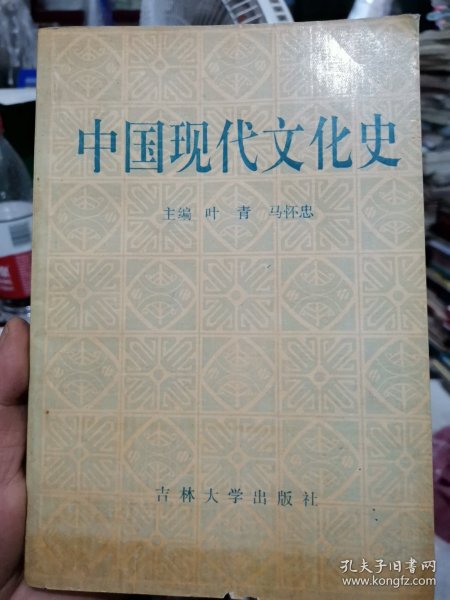 中国现代文化史
主编 叶青 马怀忠
吉林大学出版社
孔夫子旧书网
www.kongfz.com